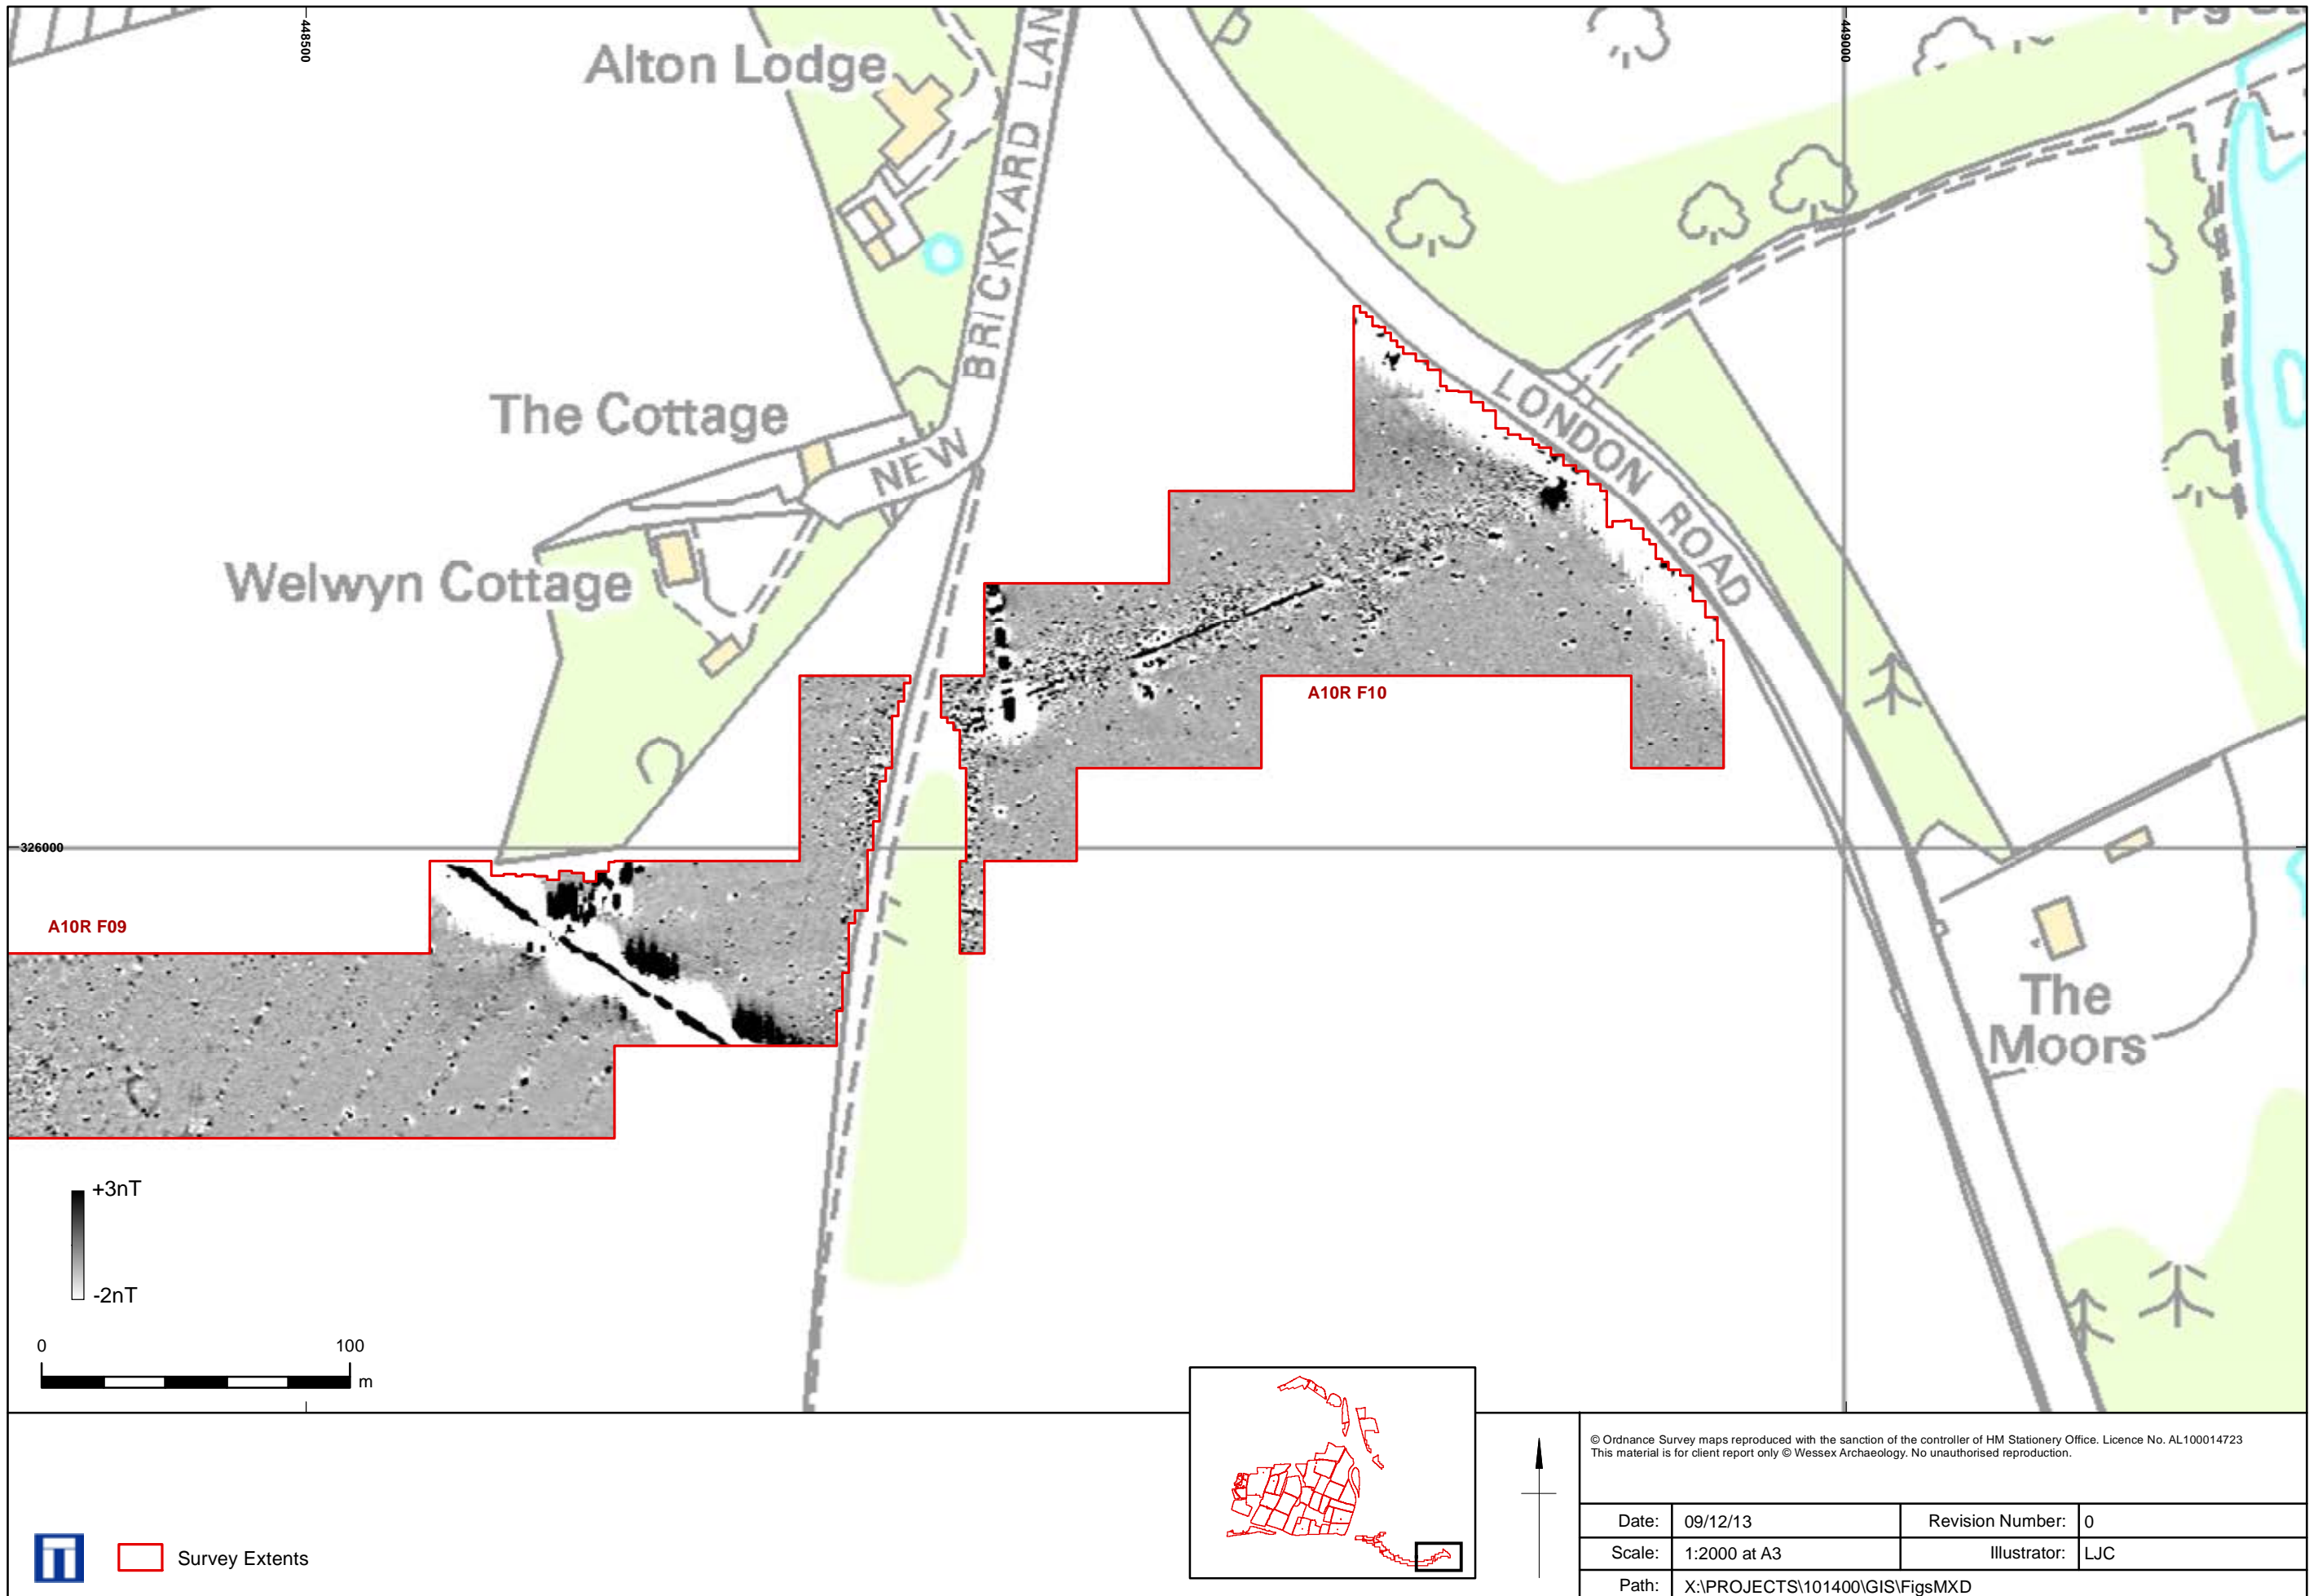 448500
449000
Alton Lodge
BRICKYARD LAN
The Cottage
NEW
LONDON ROAD
Welwyn Cottage
A10R F10
326000
A10R F09
The
Moors
+3nT
-2nT
0 100
m
© Ordnance Survey maps reproduced with the sanction of the controller of HM Stationery Office. Licence No. AL100014723
This material is for client report only © Wessex Archaeology. No unauthorised reproduction.
Date: 09/12/13 Revision Number: 0
Scale: 1:2000 at A3 Illustrator: LJC
Path: X:\PROJECTS\101400\GIS\FigsMXD
Survey Extents